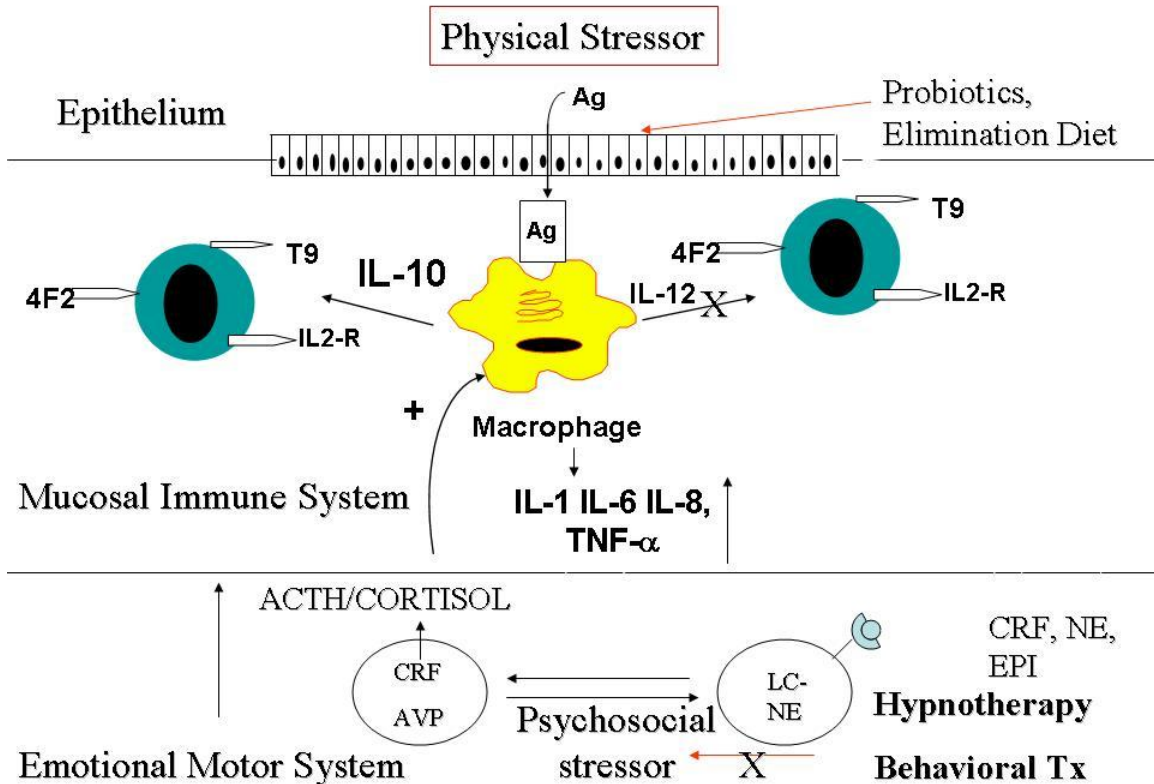 Physical Stressor
Epithelium
Ag
Probiotics,
Elimination Diet
Ag
T9
4F2
IL2-R
T9
4F2
IL2-R
IL-10
IL-12
X
+
Macrophage
Mucosal Immune System
IL-1 IL-6 IL-8,
TNF-α
ACTH/CORTISOL
CRF
AVP
LC-
NE
CRF, NE,
EPI
Hypnotherapy
Psychosocial
stressor
X
Emotional Motor System
Behavioral Tx